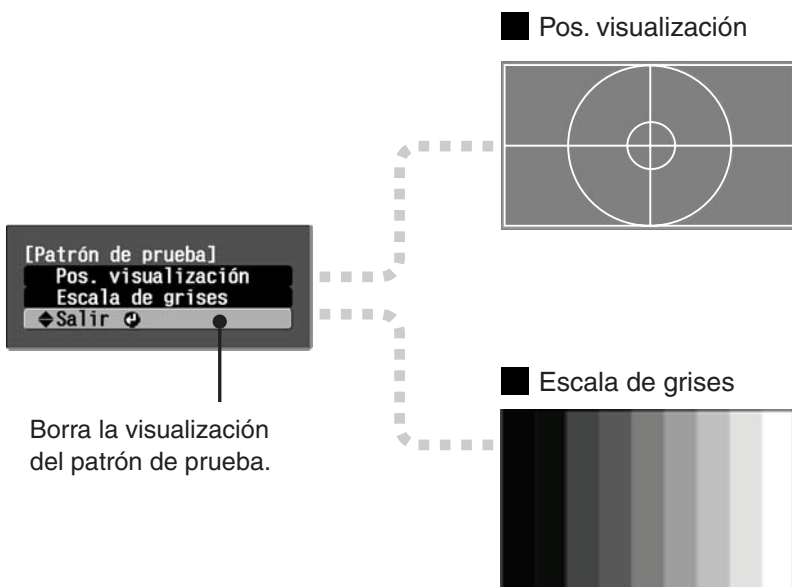 Pos. visualización
[Patrón de prueba]
Pos. visualización
Escala de grises
Salir
Borra la visualización
del patrón de prueba.
Escala de grises